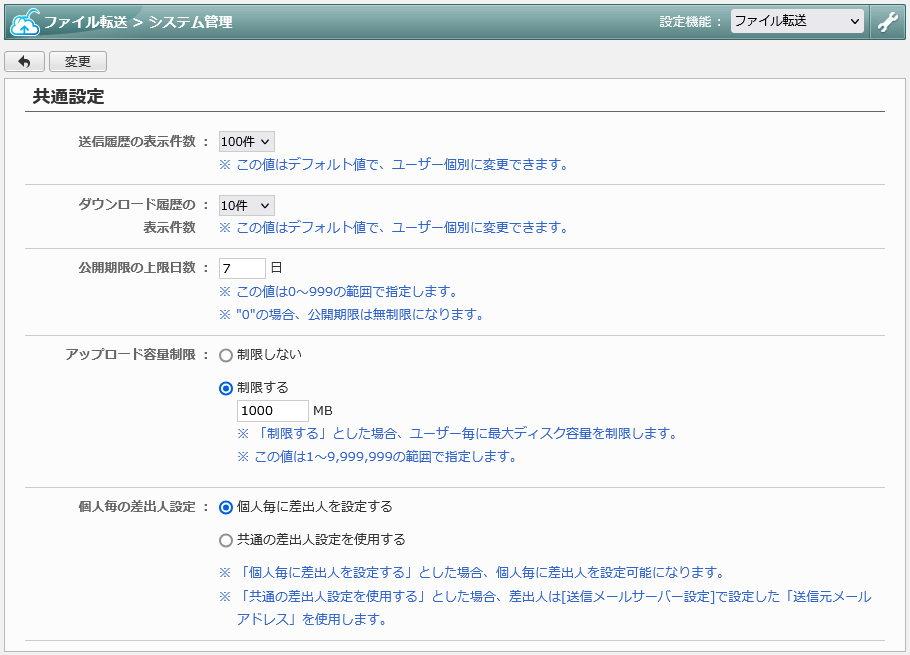 ファイル転送 > システム管理
設定機能：
ファイル転送
変更
共通設定
送信履歴の表示件数 ：
100件
※ この値はデフォルト値で、ユーザー個別に変更できます。
ダウンロード履歴の ：
表示件数
10件
※ この値はデフォルト値で、ユーザー個別に変更できます。
公開期限の上限日数 ：
7 日
※ この値は0～999の範囲で指定します。
※ "0"の場合、公開期限は無制限になります。
アップロード容量制限 ：
制限しない
制限する
1000 MB
※ 「制限する」とした場合、ユーザー毎に最大ディスク容量を制限します。
※ この値は1～9,999,999の範囲で指定します。
個人毎の差出人設定 ：
個人毎に差出人を設定する
共通の差出人設定を使用する
※ 「個人毎に差出人を設定する」とした場合、個人毎に差出人を設定可能になります。
※ 「共通の差出人設定を使用する」とした場合、差出人は[送信メールサーバー設定]で設定した「送信元メール
アドレス」を使用します。